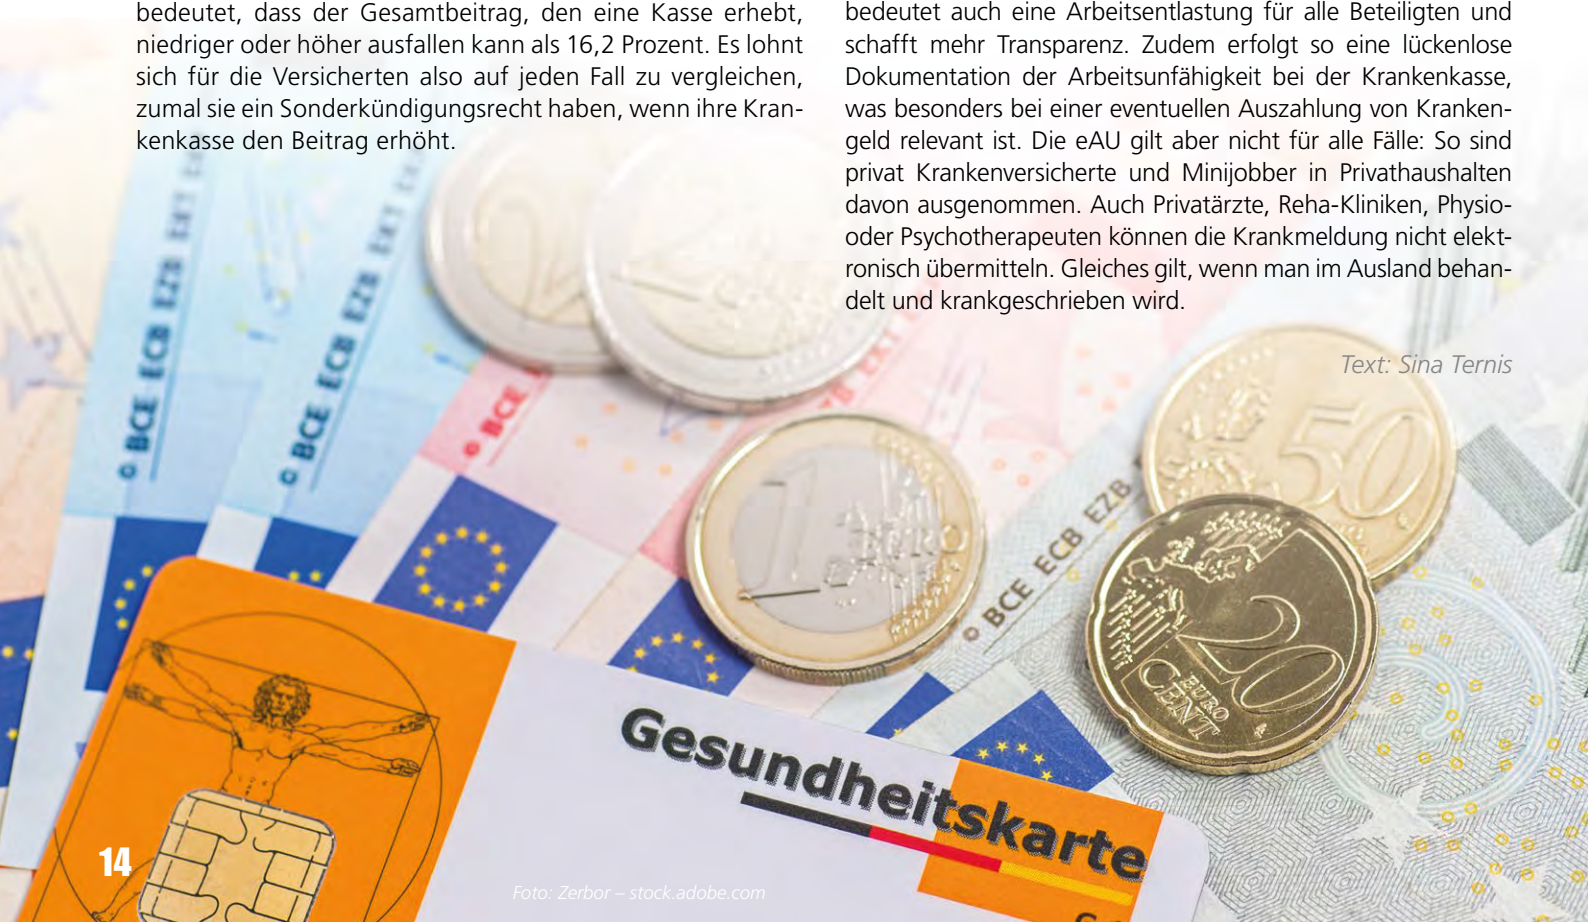 bedeutet, dass der Gesamtbeitrag, den eine Kasse erhebt,
niedriger oder höher ausfallen kann als 16,2 Prozent. Es lohnt
sich für die Versicherten also auf jeden Fall zu vergleichen,
zumal sie ein Sonderkündigungsrecht haben, wenn ihre Kran-
kenkasse den Beitrag erhöht.
bedeutet auch eine Arbeitsentlastung für alle Beteiligten und
schafft mehr Transparenz. Zudem erfolgt so eine lückenlose
Dokumentation der Arbeitsunfähigkeit bei der Krankenkasse,
was besonders bei einer eventuellen Auszahlung von Kranken-
geld relevant ist. Die eAU gilt aber nicht für alle Fälle: So sind
privat Krankenversicherte und Minijobber in Privathaushalten
davon ausgenommen. Auch Privatärzte, Reha-Kliniken, Physio-
oder Psychotherapeuten können die Krankmeldung nicht elekt-
ronisch übermitteln. Gleiches gilt, wenn man im Ausland behan-
delt und krankgeschrieben wird.
Text: Sina Ternis
© BCE ECB EZB EKT
© BCE ECB EZB EKT
© BCE
EZB EKT
© BCE ECB EZB
2
2
1
EURO
50
20
EURO
CENT
Gesundheitskarte
14
Foto: Zerbor – stock.adobe.com